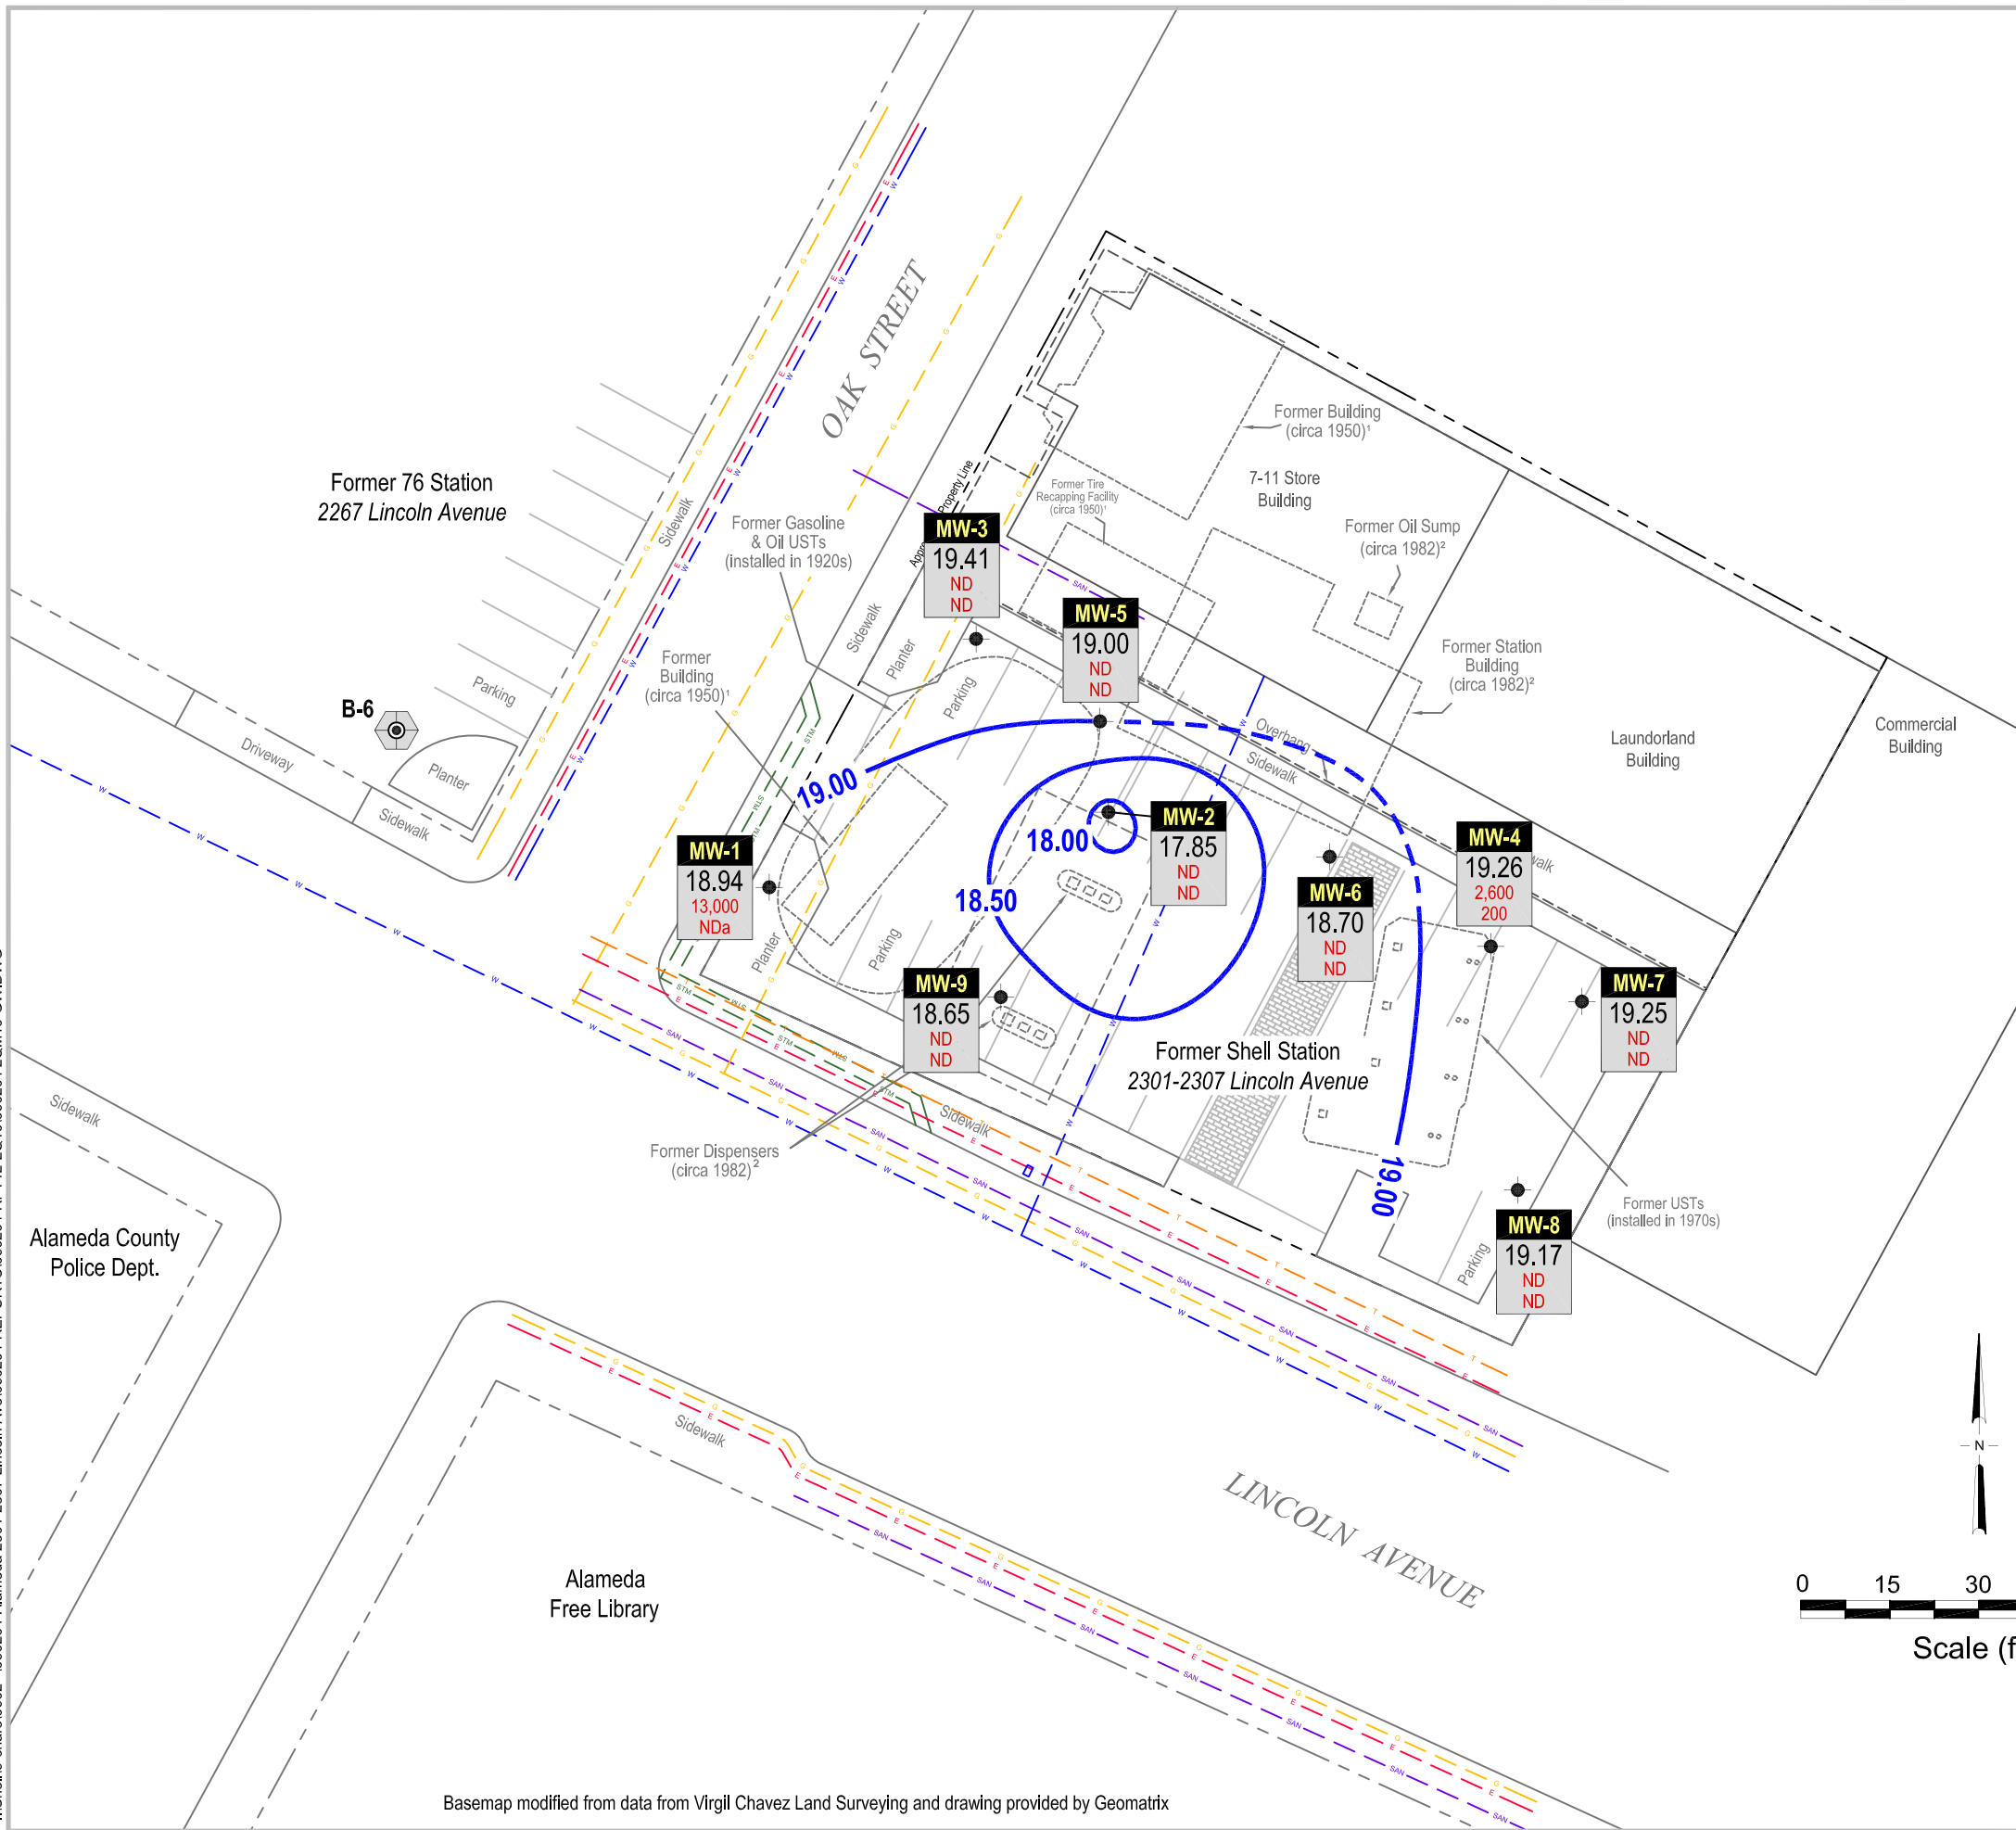 OAK STREET
Former 76 Station
2267 Lincoln Avenue
Sidewalk
Parking
B-6
Driveway
Planter
Sidewalk
Former Building
(circa 1950)¹
7-11 Store
Building
Former Tire
Recapping Facility
(circa 1950)¹
Former Oil Sump
(circa 1982)²
Former Station
Building
(circa 1982)²
Former Gasoline
& Oil USTs
(installed in 1920s)
Former
Building
(circa 1950)¹
Property Line
Sidewalk
Planter
Parking
MW-3
19.41
ND
ND
MW-5
19.00
ND
ND
Overhang
Sidewalk
Laundorland
Building
Commercial
Building
19.00
18.00
18.50
MW-2
17.85
ND
ND
MW-1
18.94
13,000
NDa
MW-4
19.26
2,600
200
walk
MW-6
18.70
ND
ND
Planter
Parking
MW-9
18.65
ND
ND
MW-7
19.25
ND
ND
Former Shell Station
2301-2307 Lincoln Avenue
19.00
MW-8
19.17
ND
ND
Parking
Former USTs
(installed in 1970s)
Former Dispensers
(circa 1982)²
Sidewalk
Sidewalk
Alameda County
Police Dept.
Sidewalk
Alameda
Free Library
LINCOLN AVENUE
N
0 15 30
Scale (f
G
E
W
SAN
STM
T
Basemap modified from data from Virgil Chavez Land Surveying and drawing provided by Geomatrix